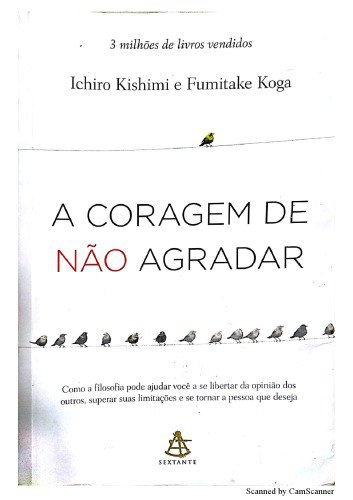 3 milhões de livros vendidos
Ichiro Kishimi e Fumitake Koga
A CORAGEM DE
NÃO AGRADAR
Como a filosofia pode ajudar você a se libertar da opinião dos
outros, superar suas limitações e se tornar a pessoa que deseja
SEXTANTE
Scanned by CamScanner